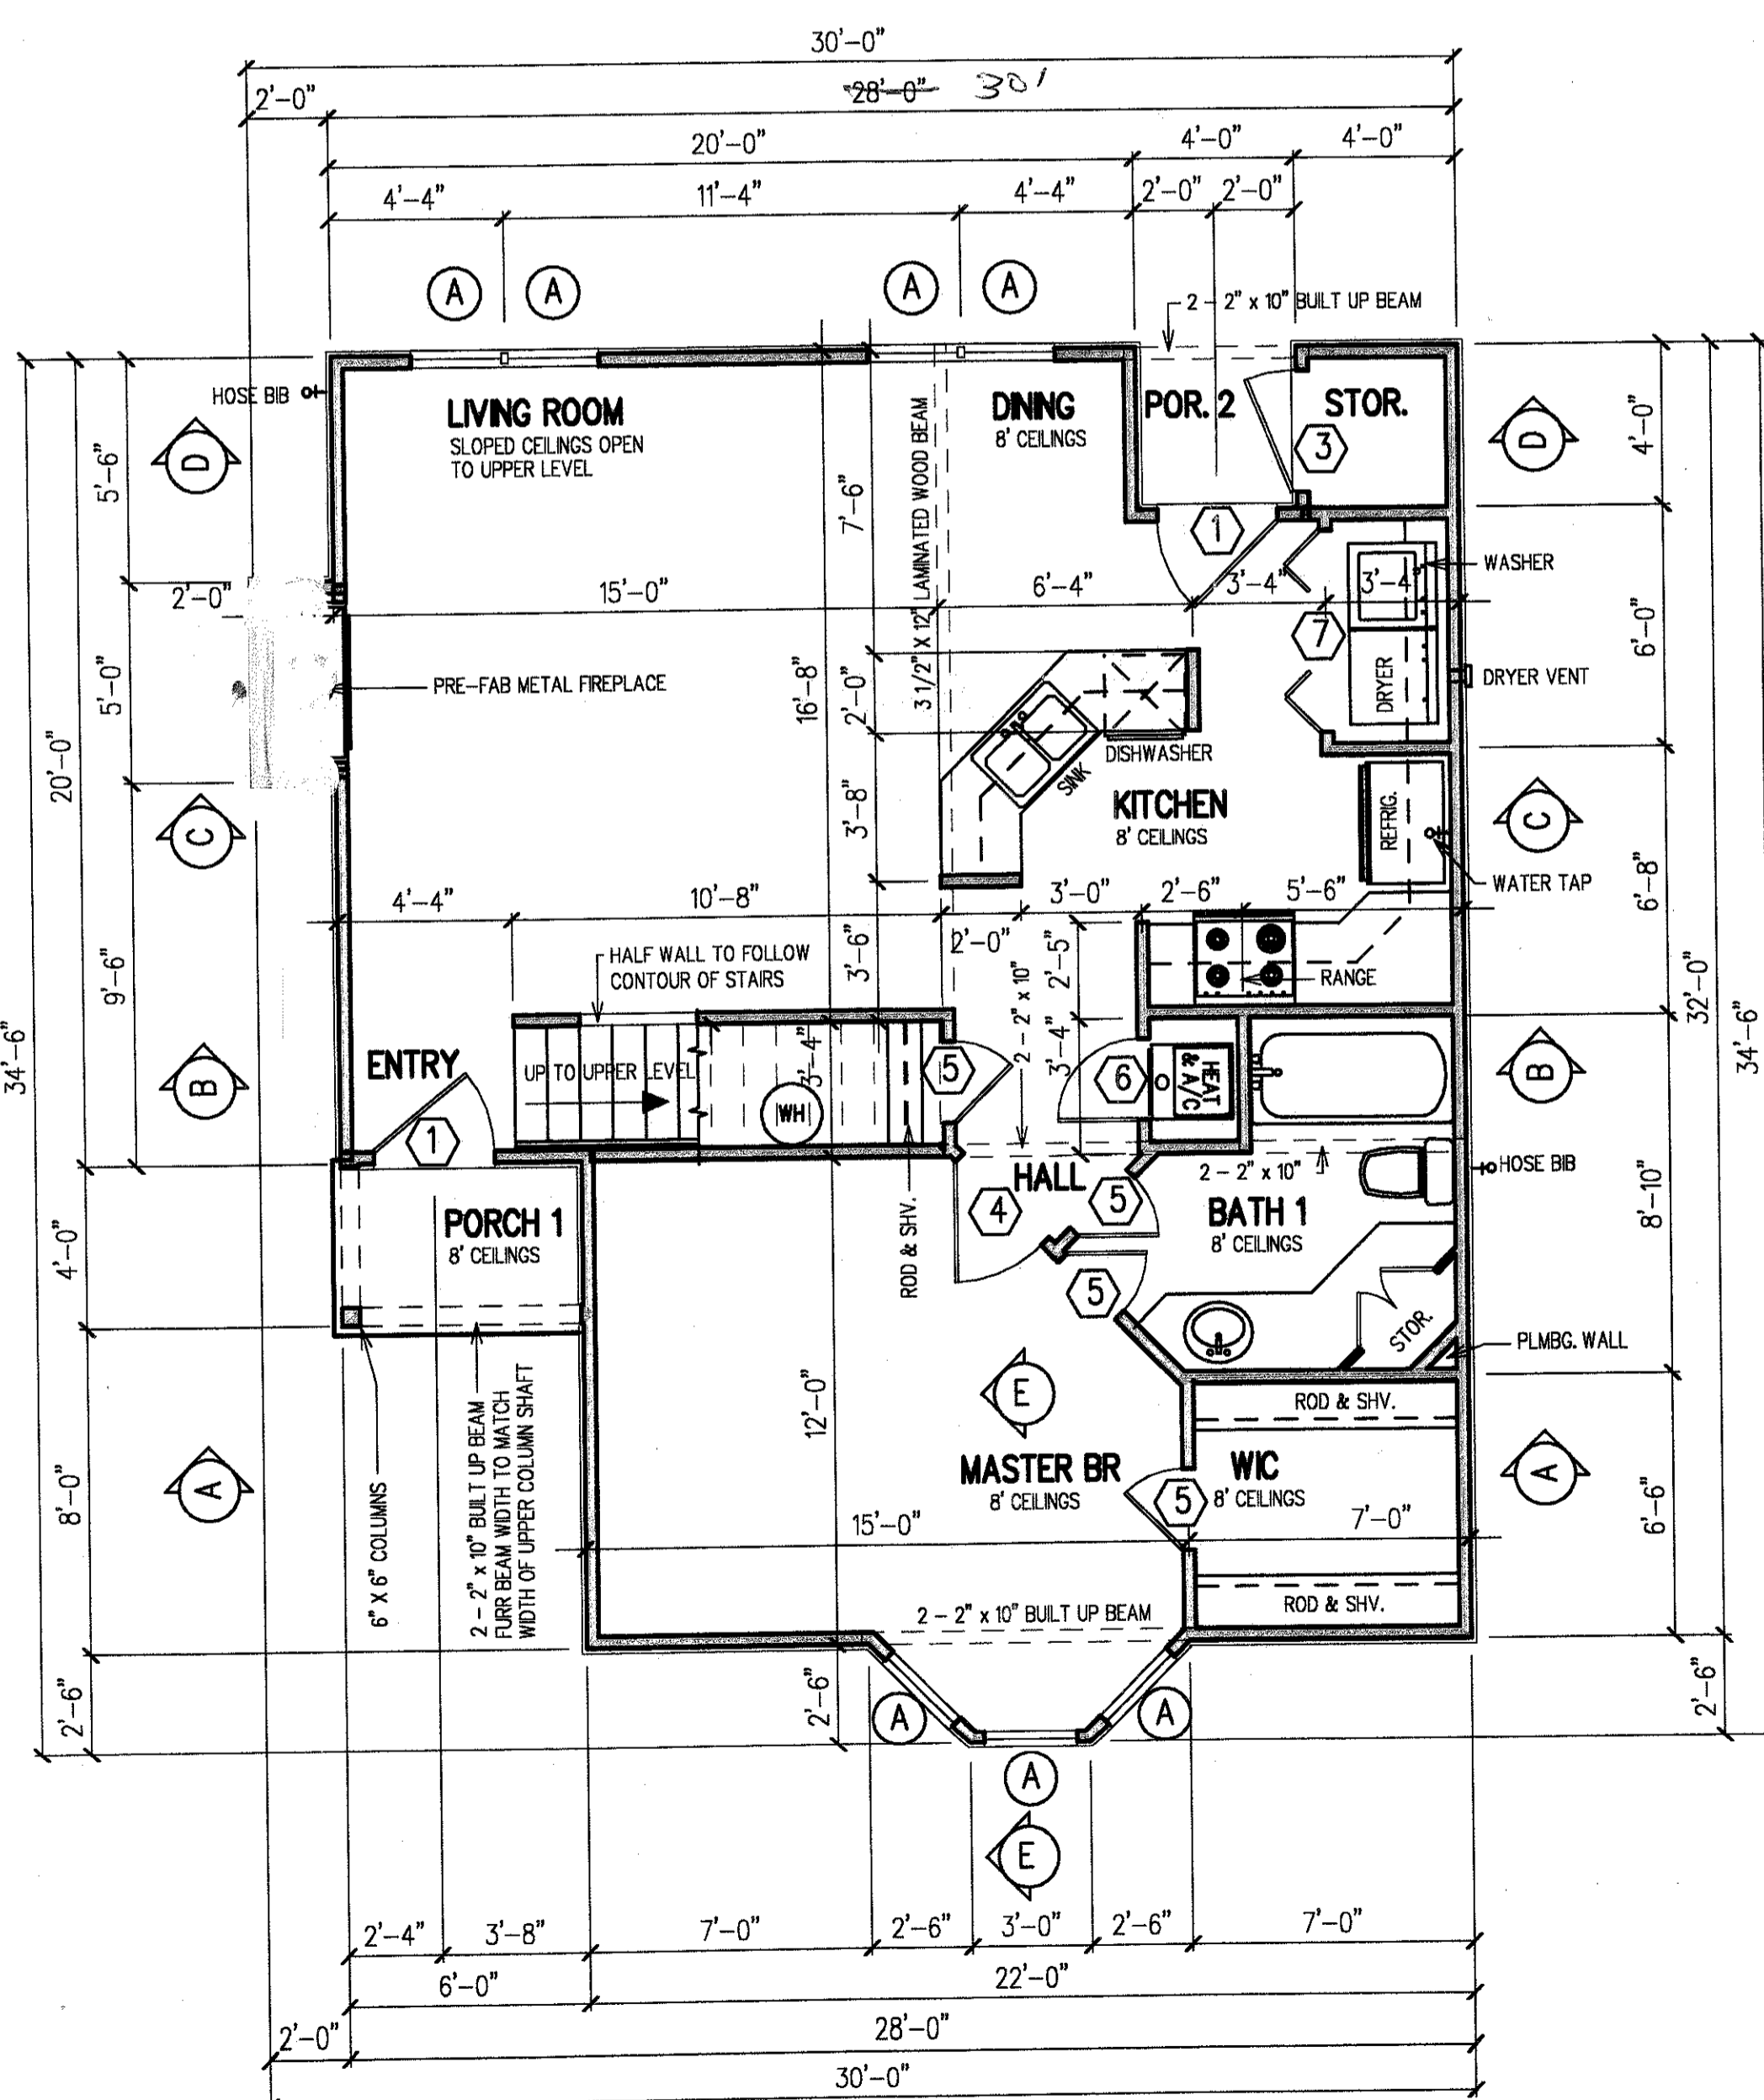 30'-0"
2'-0"
28'-0" 30'
20'-0" 4'-0" 4'-0"
4'-4" 11'-4" 4'-4" 2'-0" 2'-0"
A A A A
2 - 2" x 10" BUILT UP BEAM
HOSE BIB
LIVING ROOM
SLOPED CEILINGS OPEN
TO UPPER LEVEL
DINING
8' CEILINGS
POR. 2
STOR.
3
D
D
5'-6"
4'-0"
7'-6"
3 1/2" X 12" LAMINATED WOOD BEAM
1
WASHER
2'-0"
15'-0"
6'-4"
3'-4"
3'-4"
7
6'-0"
5'-0"
PRE-FAB METAL FIREPLACE
16'-8"
2'-0"
DRYER
DRYER VENT
DISHWASHER
SINK
20'-0"
C
C
3'-8"
KITCHEN
8' CEILINGS
REFRIG.
WATER TAP
6'-8"
4'-4"
10'-8"
3'-0"
2'-6"
5'-6"
2'-0"
9'-6"
HALF WALL TO FOLLOW
CONTOUR OF STAIRS
3'-6"
2 - 2" x 10"
2'-5"
RANGE
32'-0"
34'-6"
34'-6"
ENTRY
UP TO UPPER LEVEL
3'-4"
WH
5
3'-4"
6
HEAT
& A/C
B
B
1
HALL
2 - 2" x 10"
HOSE BIB
4
5
BATH 1
8' CEILINGS
8'-10"
PORCH 1
8' CEILINGS
4'-0"
ROD & SHV.
5
STOR.
PLMBG. WALL
12'-0"
E
ROD & SHV.
6" X 6" COLUMNS
2 - 2" x 10" BUILT UP BEAM
FURR BEAM WIDTH TO MATCH
WIDTH OF UPPER COLUMN SHAFT
8'-0"
A
A
MASTER BR
8' CEILINGS
WIC
8' CEILINGS
5
15'-0"
7'-0"
6'-6"
2 - 2" x 10" BUILT UP BEAM
ROD & SHV.
2'-6"
2'-6"
2'-6"
A
A
A
E
2'-4" 3'-8" 7'-0" 2'-6" 3'-0" 2'-6" 7'-0"
6'-0" 22'-0"
2'-0" 28'-0"
30'-0"